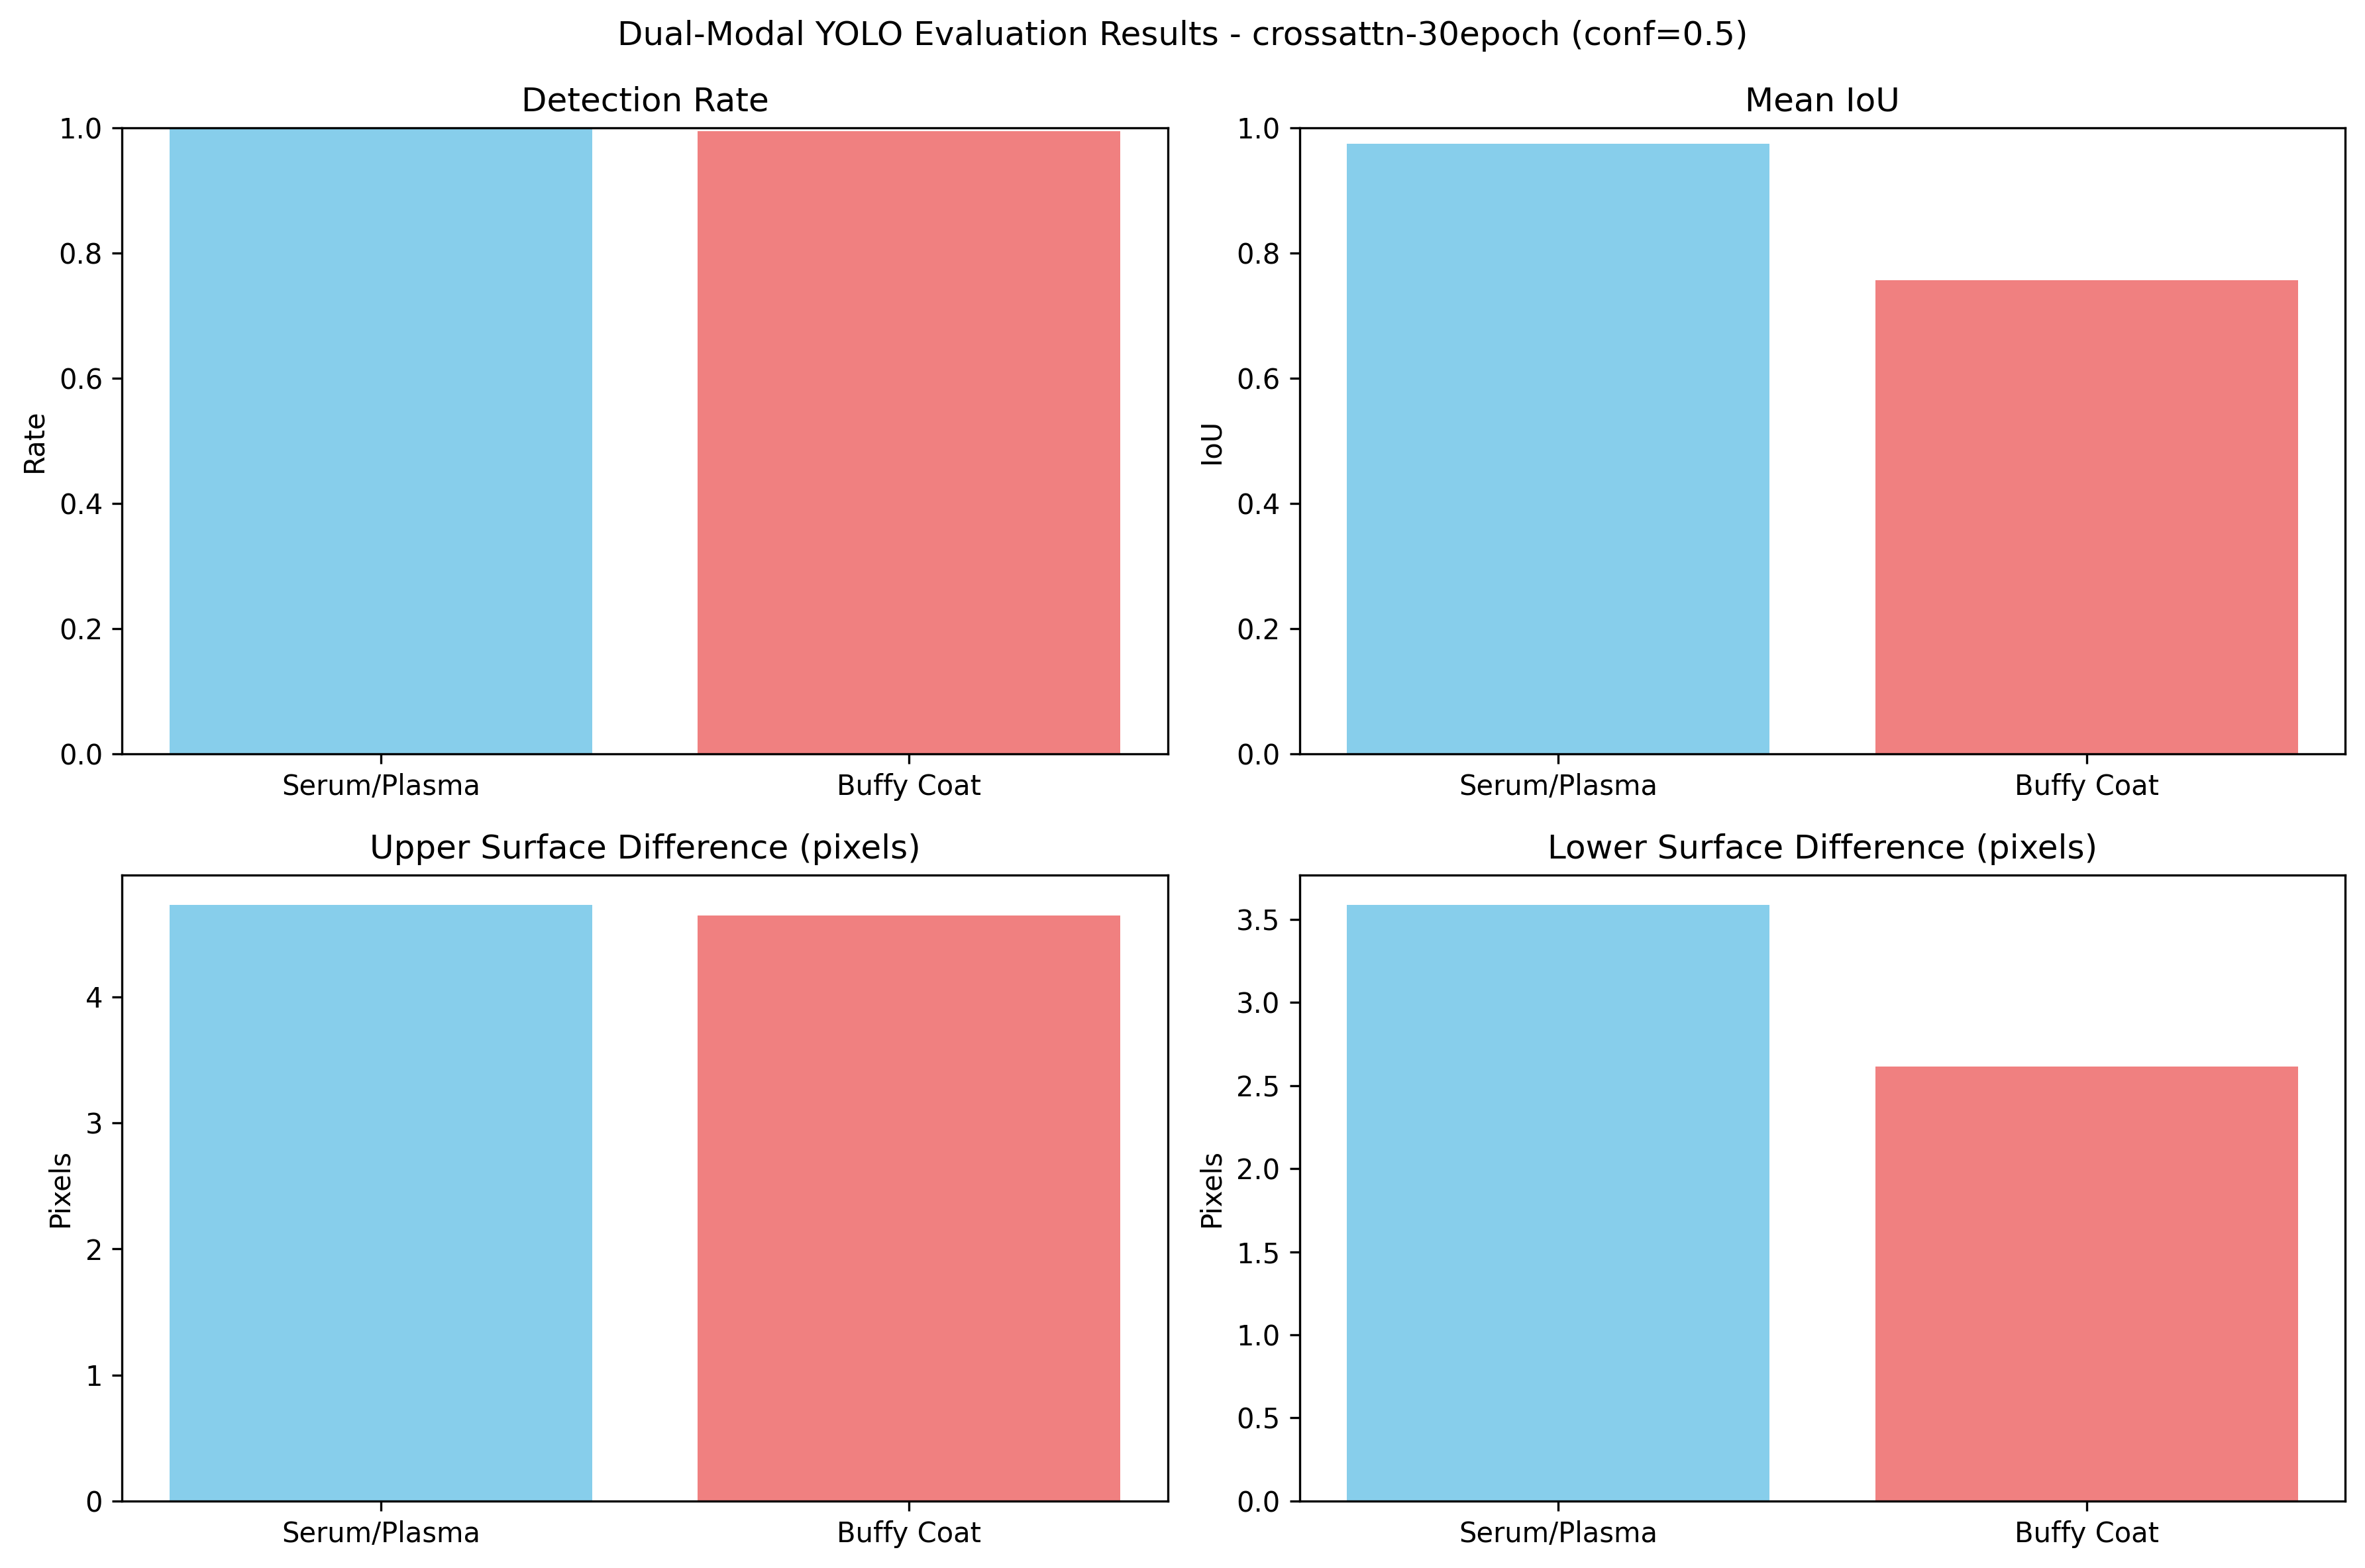 Dual-Modal YOLO Evaluation Results - crossattn-30epoch (conf=0.5)
Detection Rate
1.0
0.8
0.6
0.4
0.2
0.0
Rate
Serum/Plasma Buffy Coat
Mean IoU
1.0
0.8
0.6
0.4
0.2
0.0
IoU
Serum/Plasma Buffy Coat
Upper Surface Difference (pixels)
4
3
2
1
0
Pixels
Serum/Plasma Buffy Coat
Lower Surface Difference (pixels)
3.5
3.0
2.5
2.0
1.5
1.0
0.5
0.0
Pixels
Serum/Plasma Buffy Coat